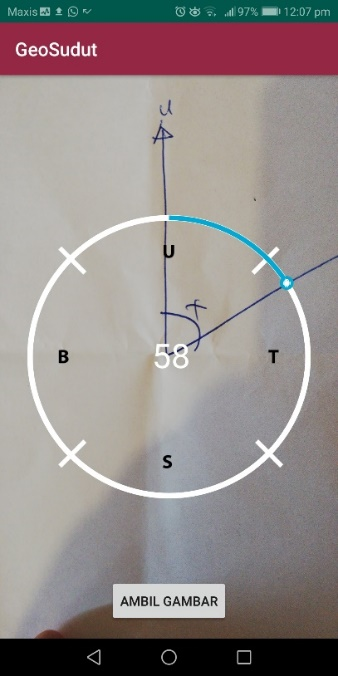 Maxis 97% 12:07 pm
GeoSudut
U
U
x
B
58
T
S
AMBIL GAMBAR